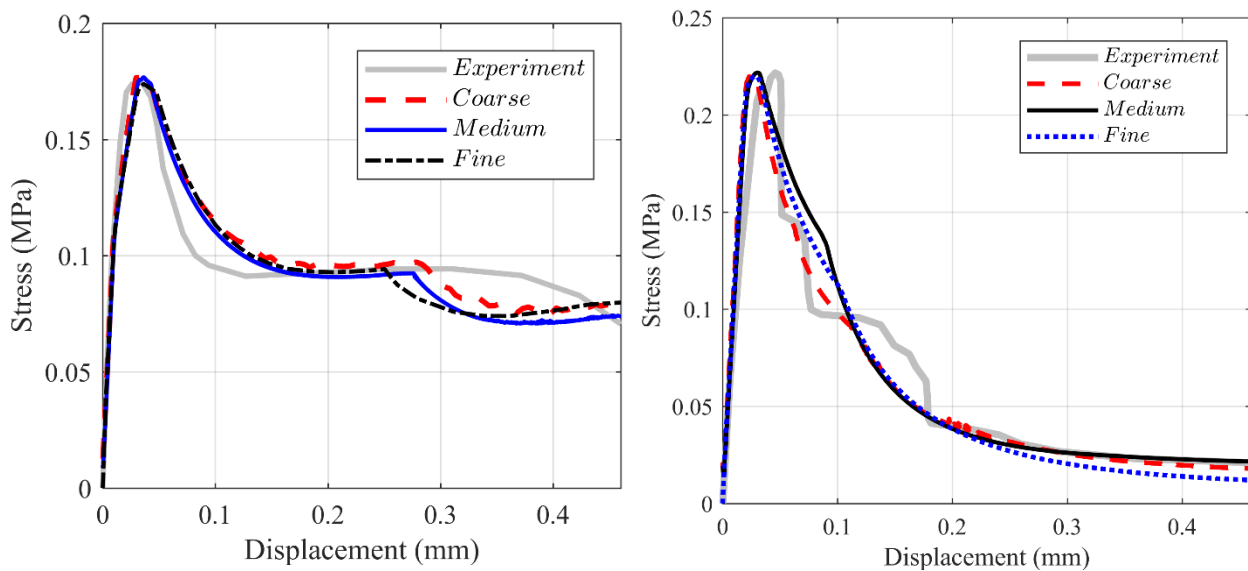 0.2
0.15
0.1
0.05
0
Stress (MPa)
Experiment
Coarse
Medium
Fine
0 0.1 0.2 0.3 0.4
Displacement (mm)
0.25
0.2
0.15
0.1
0.05
0
Stress (MPa)
Experiment
Coarse
Medium
Fine
0 0.1 0.2 0.3 0.4
Displacement (mm)